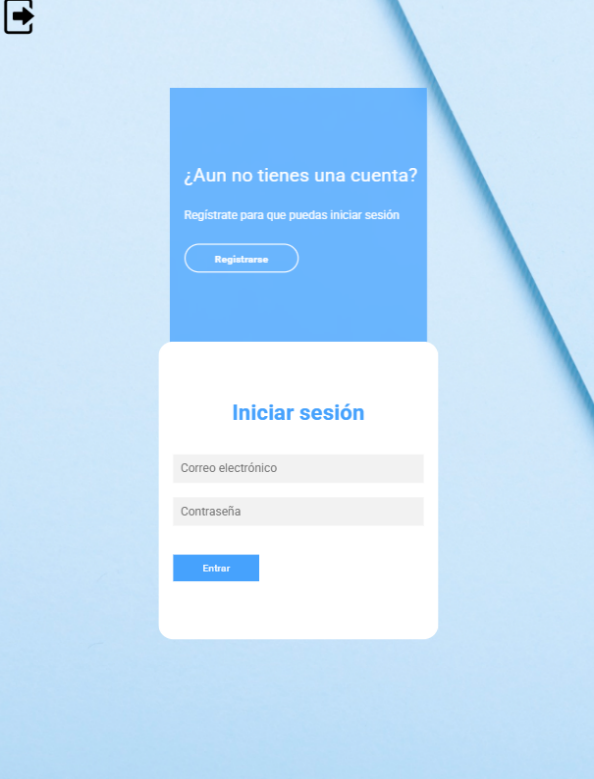 ¿Aun no tienes una cuenta?
Regístrate para que puedas iniciar sesión
Registrarse
Iniciar sesión
Correo electrónico
Contraseña
Entrar